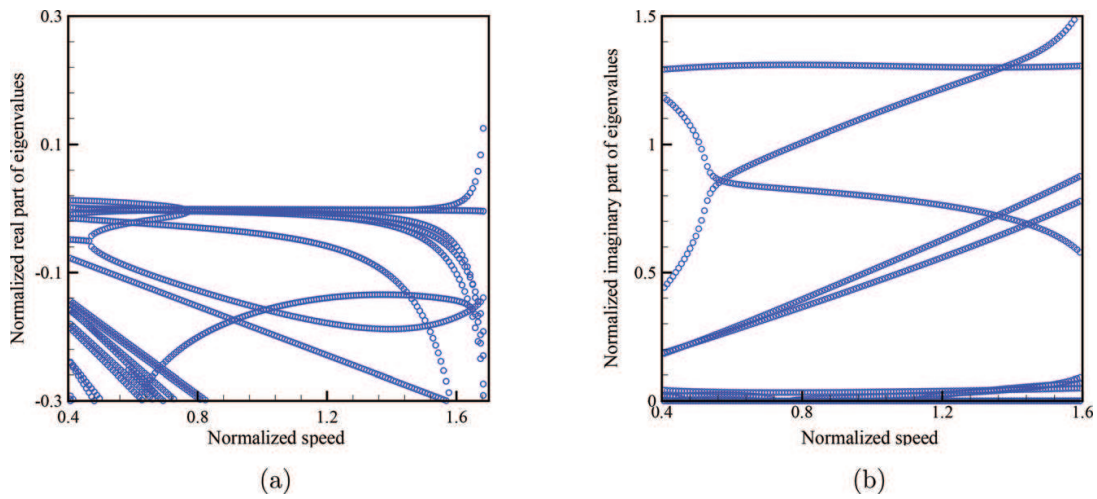 0.3
0.1
-0.1
-0.3
0.4
0.8
1.2
1.6
Normalized speed
Normalized real part of eigenvalues
(a)
1.5
1
0.5
0
0.4
0.8
1.2
1.6
Normalized speed
Normalized imaginary part of eigenvalues
(b)